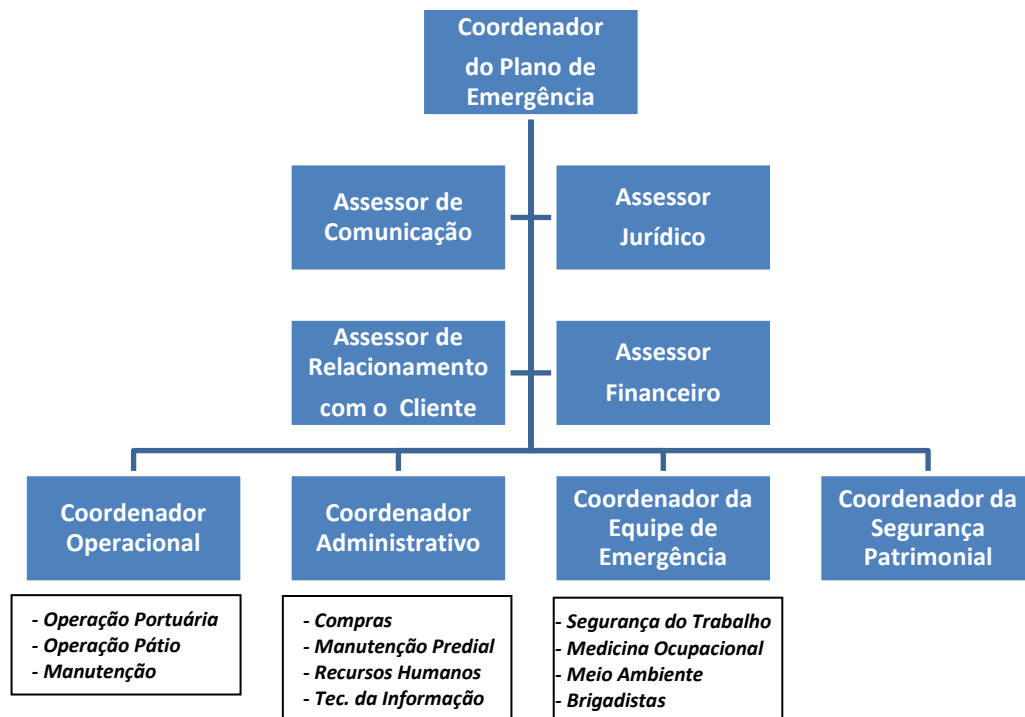 Coordenador
do Plano de
Emergência
Assessor de
Comunicação
Assessor
Jurídico
Assessor de
Relacionamento
com o Cliente
Assessor
Financeiro
Coordenador
Operacional
Coordenador
Administrativo
Coordenador da
Equipe de
Emergência
Coordenador da
Segurança
Patrimonial
- Operação Portuária
- Operação Pátio
- Manutenção
- Compras
- Manutenção Predial
- Recursos Humanos
- Tec. da Informação
- Segurança do Trabalho
- Medicina Ocupacional
- Meio Ambiente
- Brigadistas